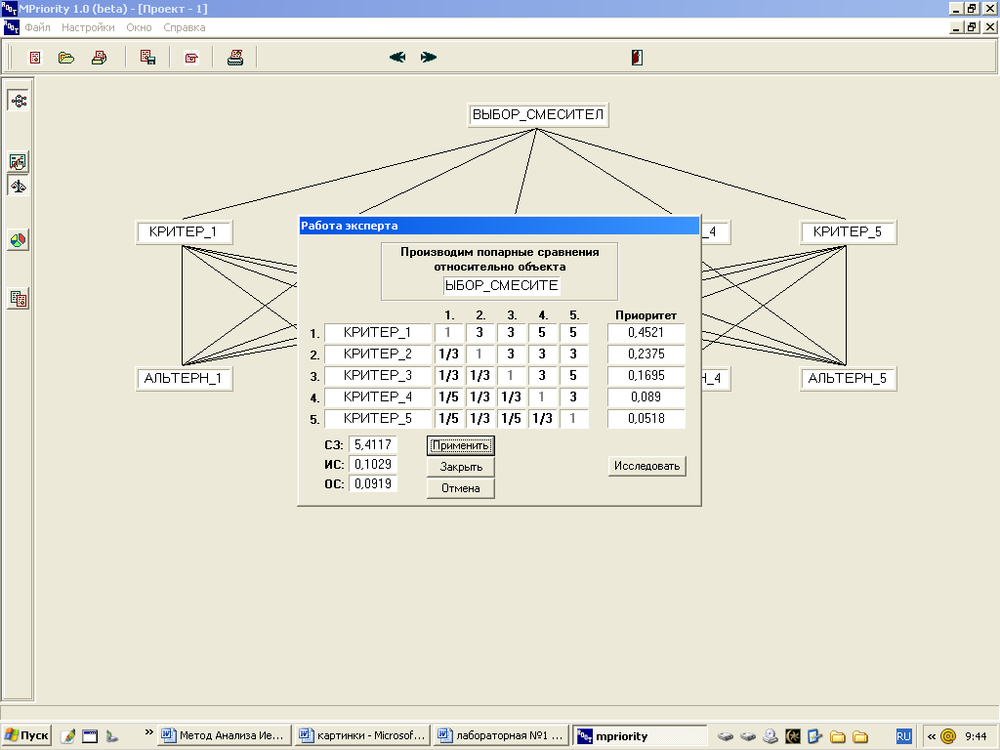 MPriority 1.0 (beta) - [Проект - 1]
Файл Настройки Окно Справка
ВЫБОР_СМЕСИТЕЛ
КРИТЕР_1
_4
КРИТЕР_5
АЛЬТЕРН_1
Н_4
АЛЬТЕРН_5
Работа эксперта
Производим попарные сравнения
относительно объекта
ЫБОР_СМЕСИТЕ
1. 2. 3. 4. 5. Приоритет
1. КРИТЕР_1 1 3 3 5 5 0,4521
2. КРИТЕР_2 1/3 1 3 3 3 0,2375
3. КРИТЕР_3 1/3 1/3 1 3 5 0,1695
4. КРИТЕР_4 1/5 1/3 1/3 1 3 0,089
5. КРИТЕР_5 1/5 1/3 1/5 1/3 1 0,0518
СЗ: 5,4117
ИС: 0,1029
ОС: 0,0919
Применить
Закрыть
Отмена
Исследовать
Пуск » Метод Анализа Ие... картинки - Microsof... лабораторная №1 ... mpriority RU « 9:44